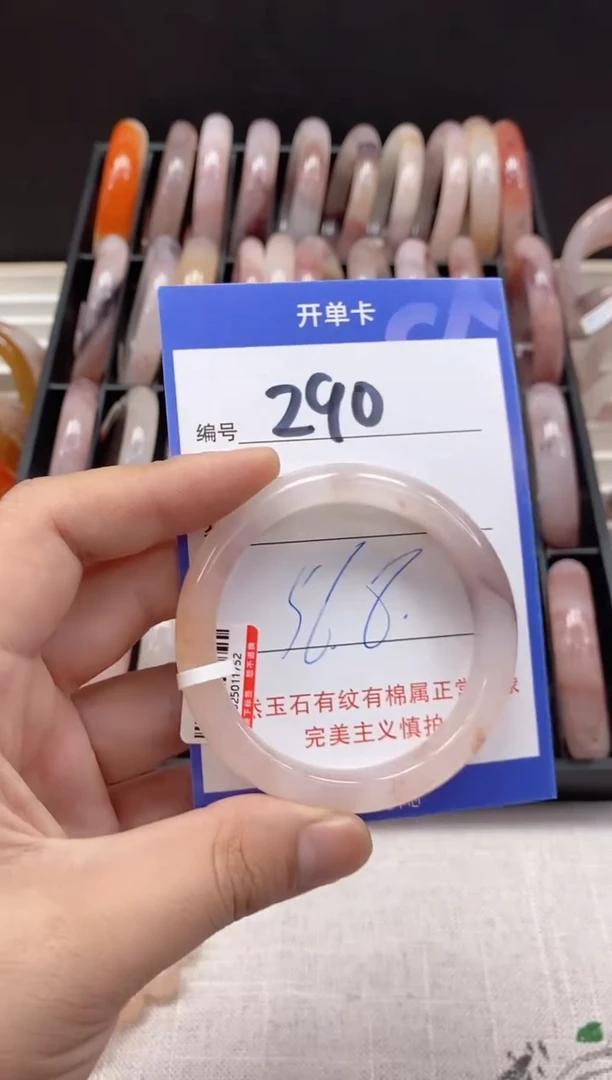 开单卡
编号 290
56.8.
玉石有纹有棉属正常
完美主义慎拍